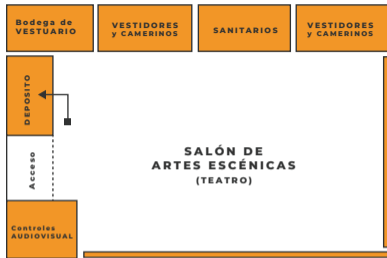 Bodega de
VESTUARIO
VESTIDORES
y CAMERINOS
SANITARIOS
VESTIDORES
y CAMERINOS
DEPOSITO
SALÓN DE
ARTES ESCÉNICAS
(TEATRO)
Acceso
Controles
AUDIOVISUAL